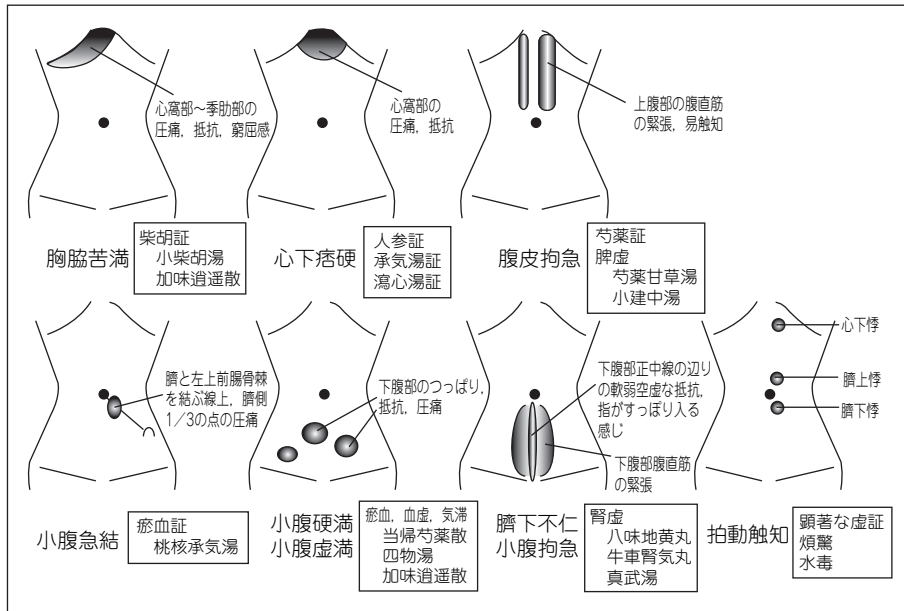 心窩部～季肋部の
圧痛，抵抗，窮屈感
心窩部の
圧痛，抵抗
上腹部の腹直筋
の緊張，易触知
胸脇苦満
柴胡証
小柴胡湯
加味逍遥散
心下痞硬
人参証
承気湯証
瀉心湯証
腹皮拘急
芍薬証
脾虚
芍薬甘草湯
小建中湯
臍と左上前腸骨棘
を結ぶ線上，臍側
1/3の点の圧痛
下腹部のつっぱり，
抵抗，圧痛
下腹部正中線の辺り
の軟弱空虚な抵抗，
指がすっぽり入る
感じ
下腹部腹直筋
の緊張
心下悸
臍上悸
臍下悸
小腹急結
瘀血証
桃核承気湯
小腹硬満
小腹虚満
瘀血，血虚，気滞
当帰芍薬散
四物湯
加味逍遥散
臍下不仁
小腹拘急
腎虚
八味地黄丸
牛車腎気丸
真武湯
拍動触知
顕著な虚証
煩驚
水毒